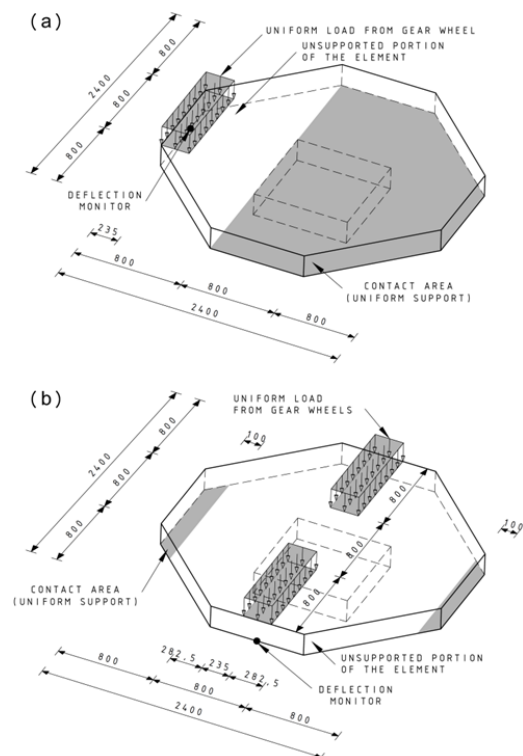 (a)
UNIFORM LOAD FROM GEAR WHEEL
UNSUPPORTED PORTION
OF THE ELEMENT
2400
800
800
800
DEFLECTION
MONITOR
235
800
800
800
2400
CONTACT AREA
(UNIFORM SUPPORT)
(b)
UNIFORM LOAD
FROM GEAR WHEELS
100
2400
800
800
800
800
800
100
CONTACT AREA
(UNIFORM SUPPORT)
282,5
235
282,5
800
800
800
2400
UNSUPPORTED PORTION
OF THE ELEMENT
DEFLECTION
MONITOR